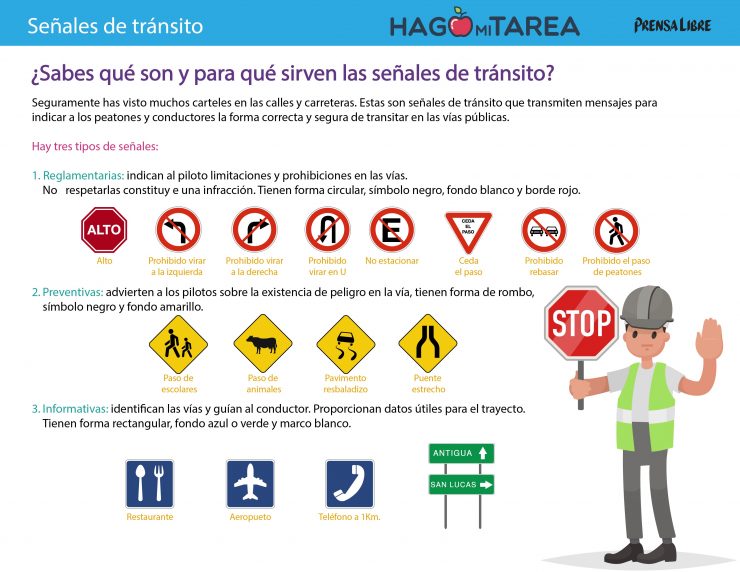 Señales de tránsito
HAGO MI TAREA
PRENSA LIBRE
¿Sabes qué son y para qué sirven las señales de tránsito?
Seguramente has visto muchos carteles en las calles y carreteras. Estas son señales de tránsito que transmiten mensajes para
indicar a los peatones y conductores la forma correcta y segura de transitar en las vías públicas.
Hay tres tipos de señales:
1. Reglamentarias: indican al piloto limitaciones y prohibiciones en las vías.
No respetarlas constituy e una infracción. Tienen forma circular, símbolo negro, fondo blanco y borde rojo.
ALTO
E
CEDA
EL
PASO
Alto
Prohibido virar
a la izquierda
Prohibido virar
a la derecha
Prohibido
virar en U
No estacionar
Ceda
el paso
Prohibido
rebasar
Prohibido el paso
de peatones
2. Preventivas: advierten a los pilotos sobre la existencia de peligro en la vía, tienen forma de rombo,
símbolo negro y fondo amarillo.
STOP
Paso de
escolares
Paso de
animales
Pavimento
resbaladizo
Puente
estrecho
3. Informativas: identifican las vías y guían al conductor. Proporcionan datos útiles para el trayecto.
Tienen forma rectangular, fondo azul o verde y marco blanco.
ANTIGUA
SAN LUCAS
Restaurante
Aeropueto
Teléfono a 1Km.